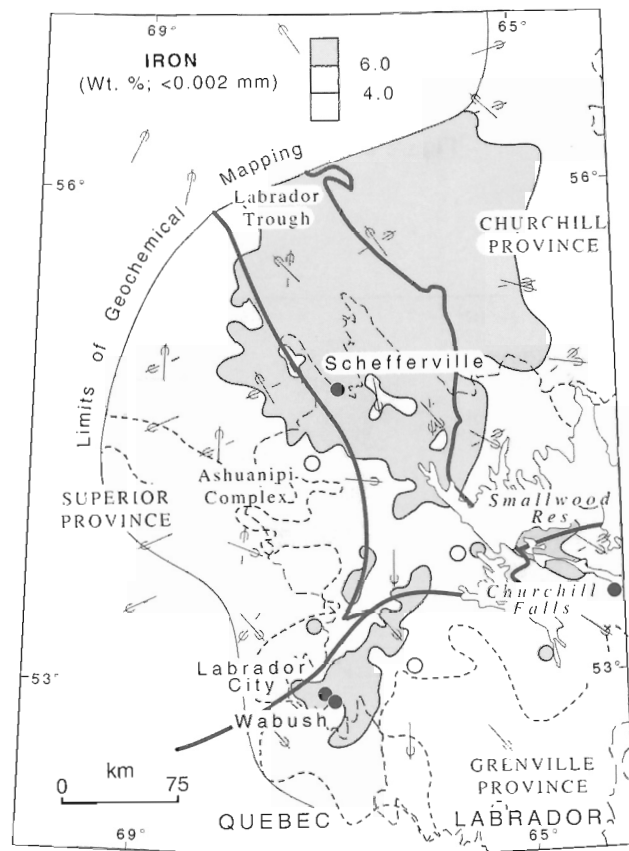 69°
65°
IRON
(Wt. %; <0.002 mm)
6.0
4.0
56°
56°
Limits of Geochemical Mapping
Labrador
Trough
CHURCHILL
PROVINCE
Schefferville
Ashuanipi
Complex
SUPERIOR
PROVINCE
Smallwood
Res.
Churchill
Falls
Labrador
City
Wabush
53°
53°
km
0 75
GRENVILLE
PROVINCE
QUEBEC
LABRADOR
69°
65°